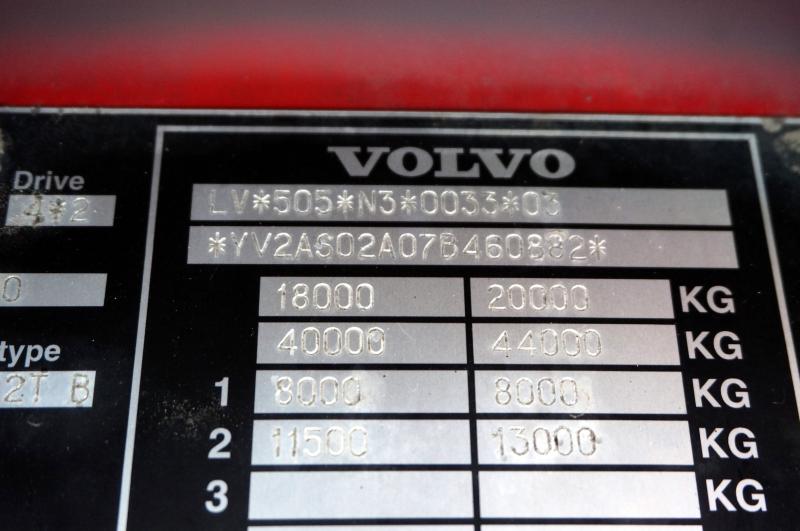 VOLVO
Drive
4*2
LV*505*N3*0033*03
*YV2AS02A07B460882*
0
18000 20000 KG
type
40000 44000 KG
2T B
1 8000 8000 KG
2 11500 13000 KG
3 KG